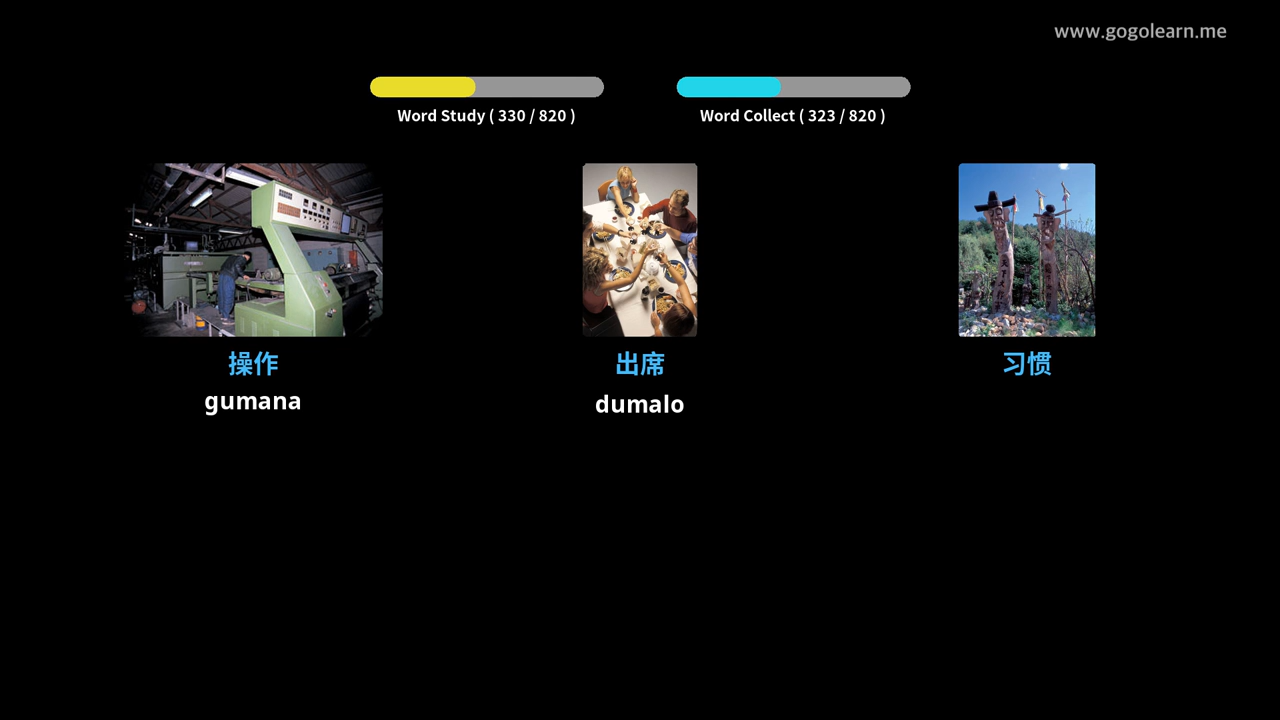 www.gogolearn.me
Word Study ( 330 / 820 )
Word Collect ( 323 / 820 )
操作
出席
习惯
gumana
dumalo